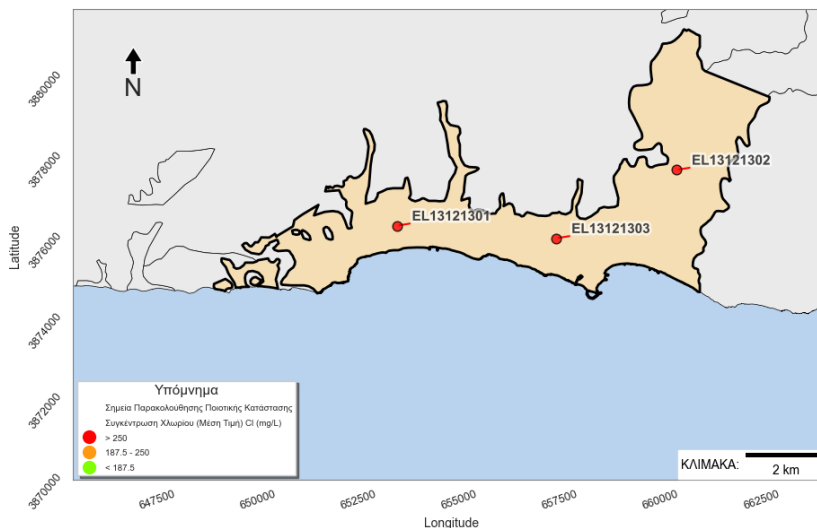 N
EL13121302
EL13121301
EL13121303
Latitude
3880000
3878000
3876000
3874000
3872000
3870000
Υπόμνημα
Σημεία Παρακολούθησης Ποιοτικής Κατάστασης
Συγκέντρωση Χλωρίου (Μέση Τιμή) Cl (mg/L)
> 250
187.5 - 250
< 187.5
ΚΛΙΜΑΚΑ:
2 km
647500
650000
652500
655000
657500
660000
662500
Longitude